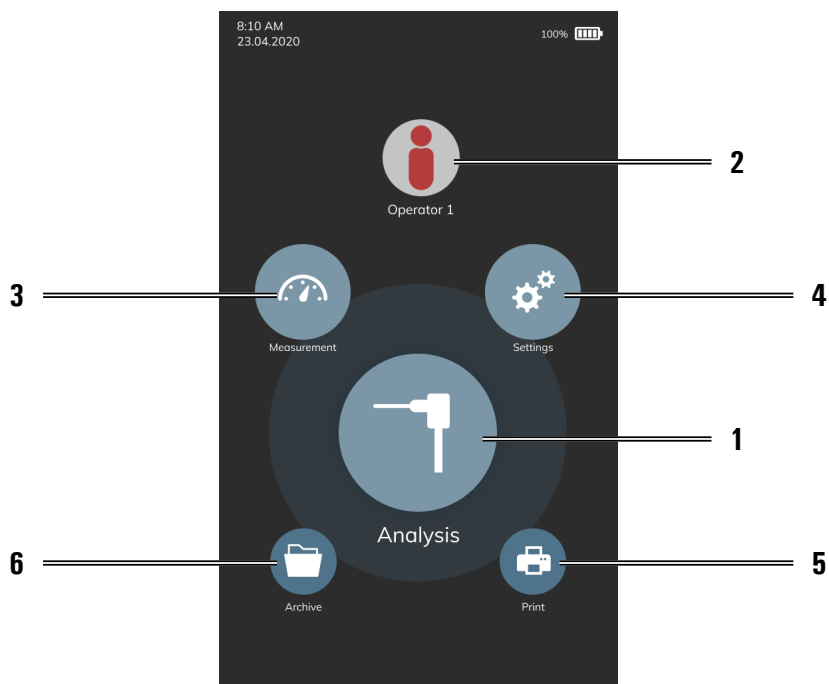 8:10 AM
23.04.2020
100%
2
Operator 1
3
4
Measurement
Settings
1
Analysis
6
5
Archive
Print